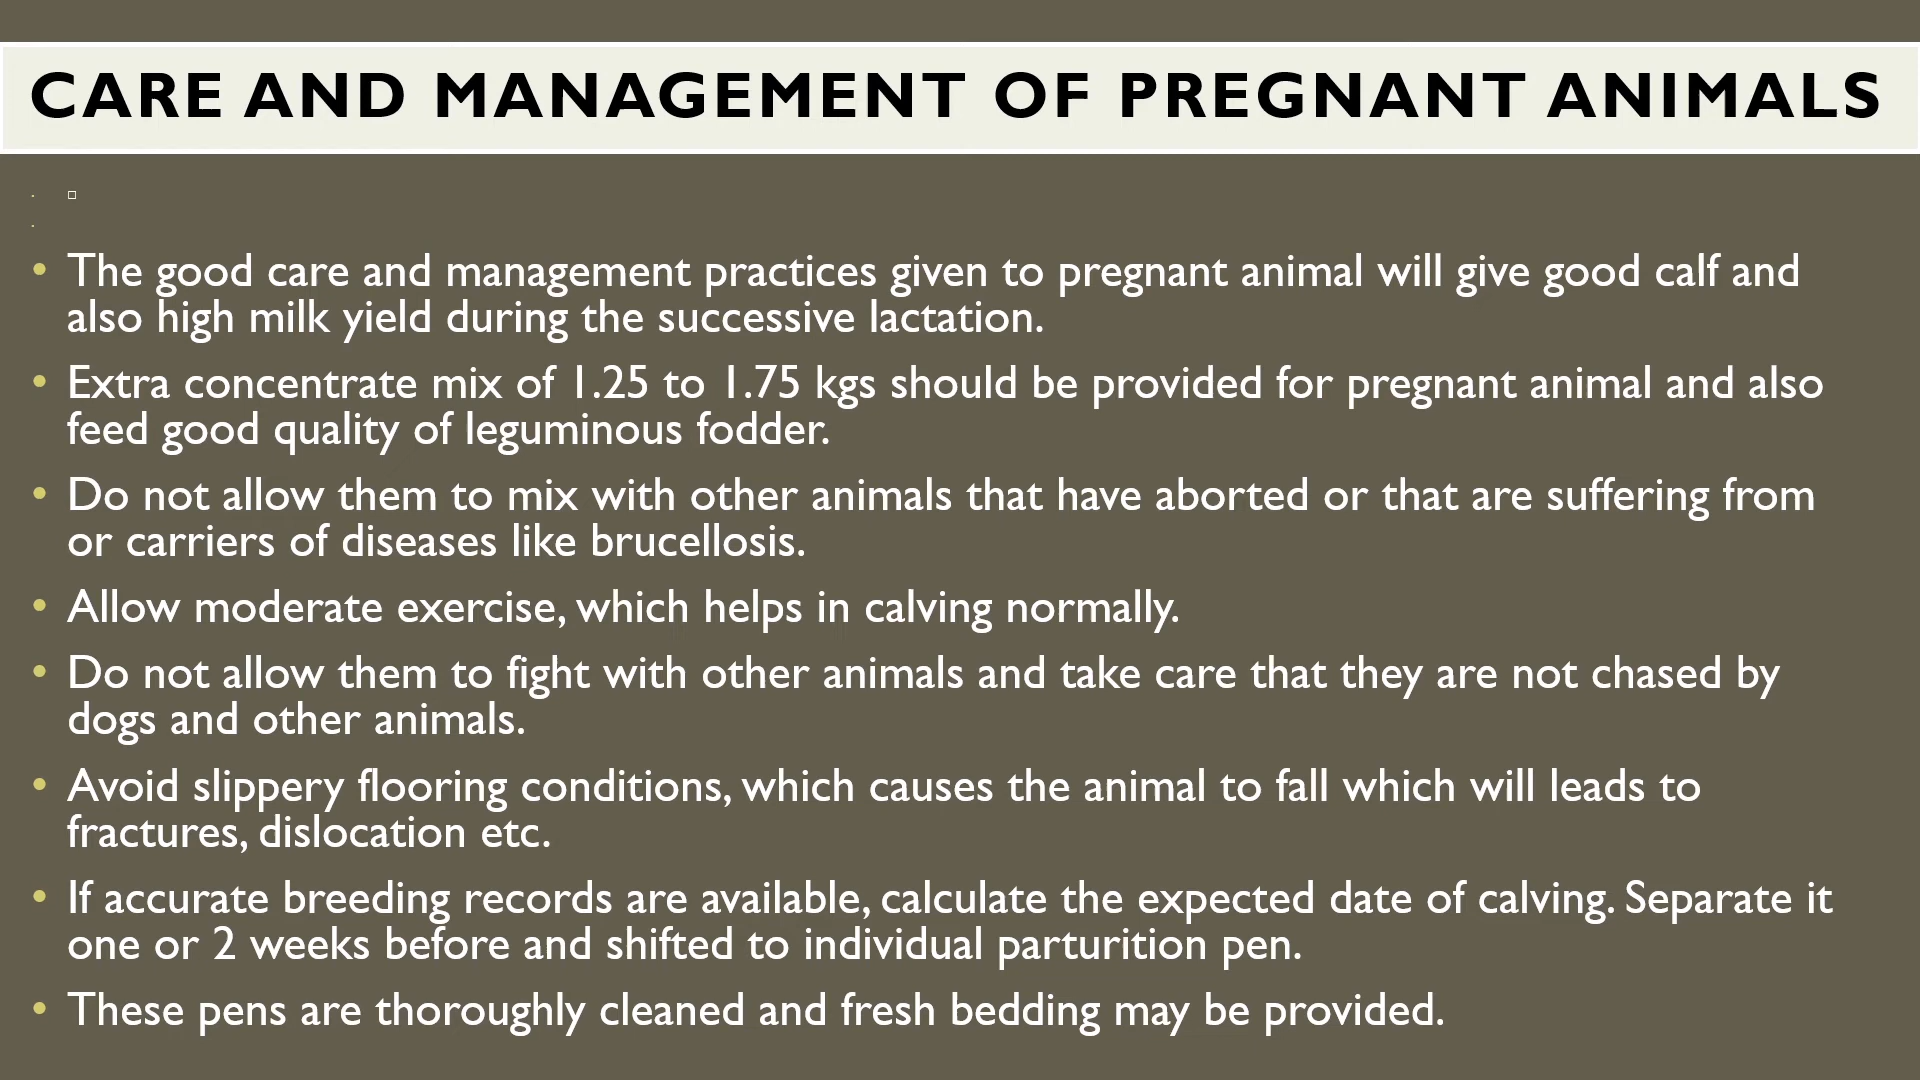 CARE AND MANAGEMENT OF PREGNANT ANIMALS
• The good care and management practices given to pregnant animal will give good calf and
also high milk yield during the successive lactation.
• Extra concentrate mix of 1.25 to 1.75 kgs should be provided for pregnant animal and also
feed good quality of leguminous fodder.
• Do not allow them to mix with other animals that have aborted or that are suffering from
or carriers of diseases like brucellosis.
• Allow moderate exercise, which helps in calving normally.
• Do not allow them to fight with other animals and take care that they are not chased by
dogs and other animals.
• Avoid slippery flooring conditions, which causes the animal to fall which will leads to
fractures, dislocation etc.
• If accurate breeding records are available, calculate the expected date of calving. Separate it
one or 2 weeks before and shifted to individual parturition pen.
• These pens are thoroughly cleaned and fresh bedding may be provided.